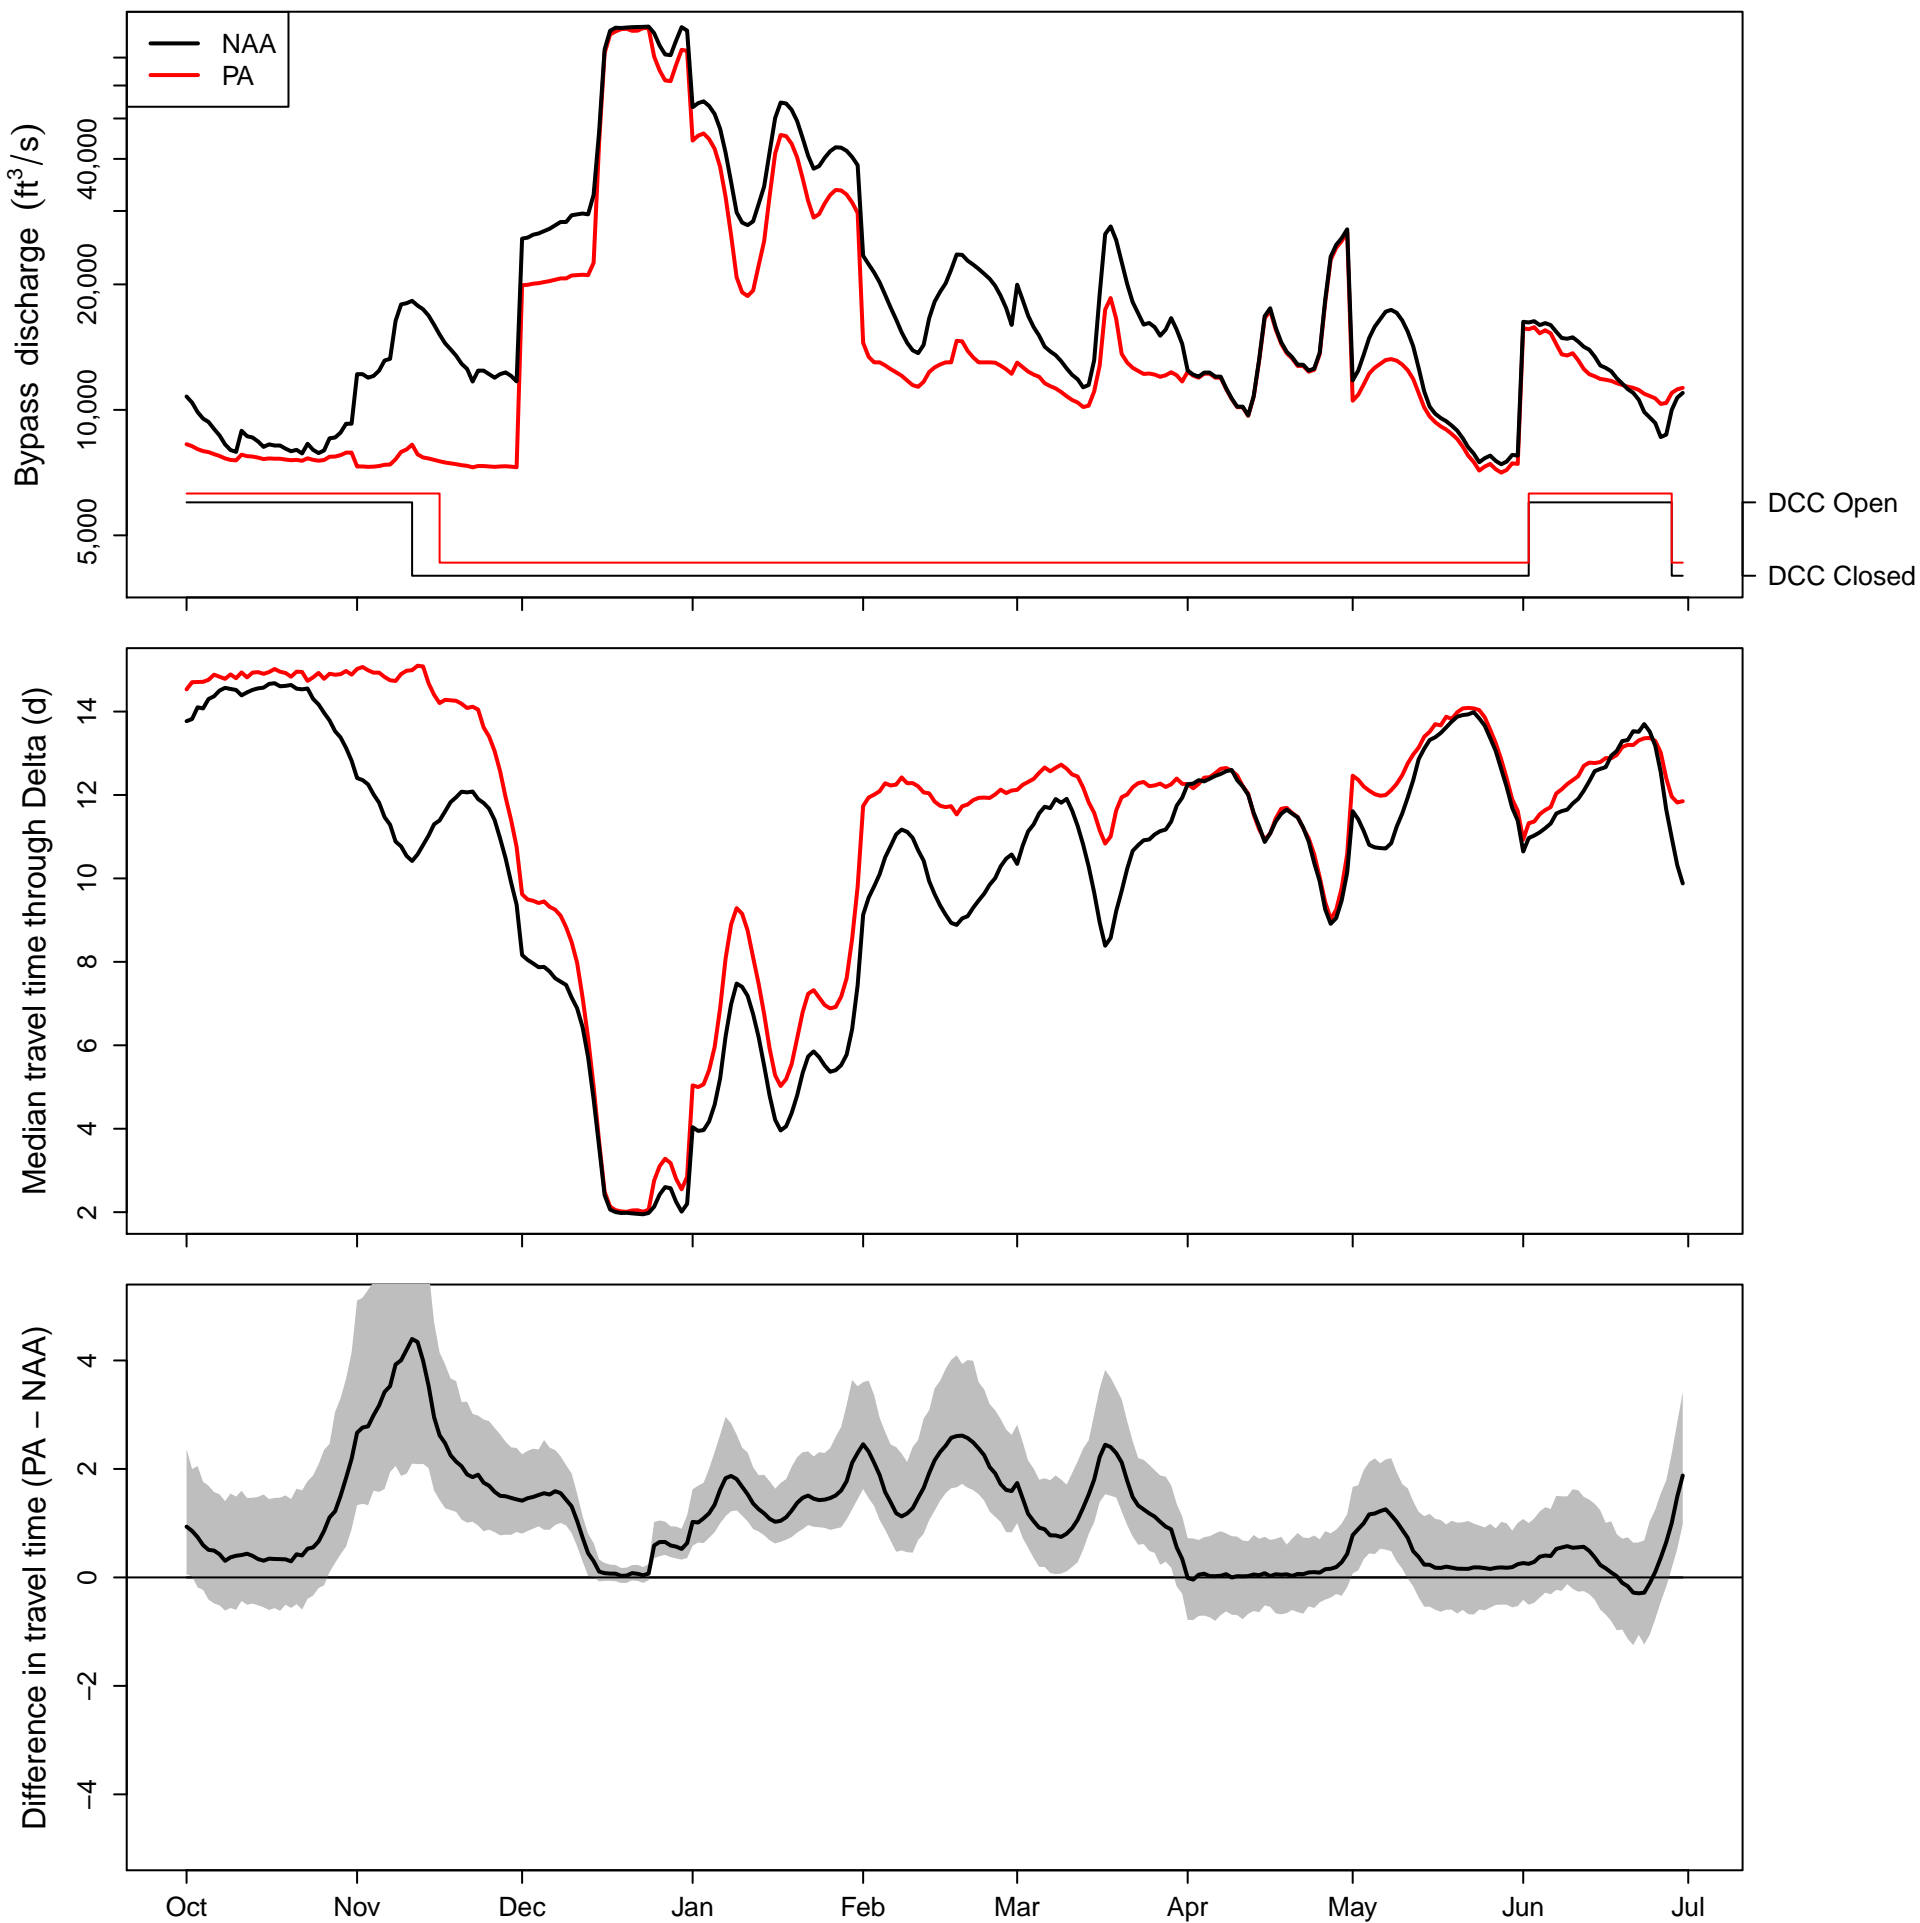 NAA
PA
Bypass discharge (ft³/s)
40,000
20,000
10,000
5,000
DCC Open
DCC Closed
Median travel time through Delta (d)
14
12
10
8
6
4
2
Difference in travel time (PA − NAA)
4
2
0
−2
−4
Oct Nov Dec Jan Feb Mar Apr May Jun Jul